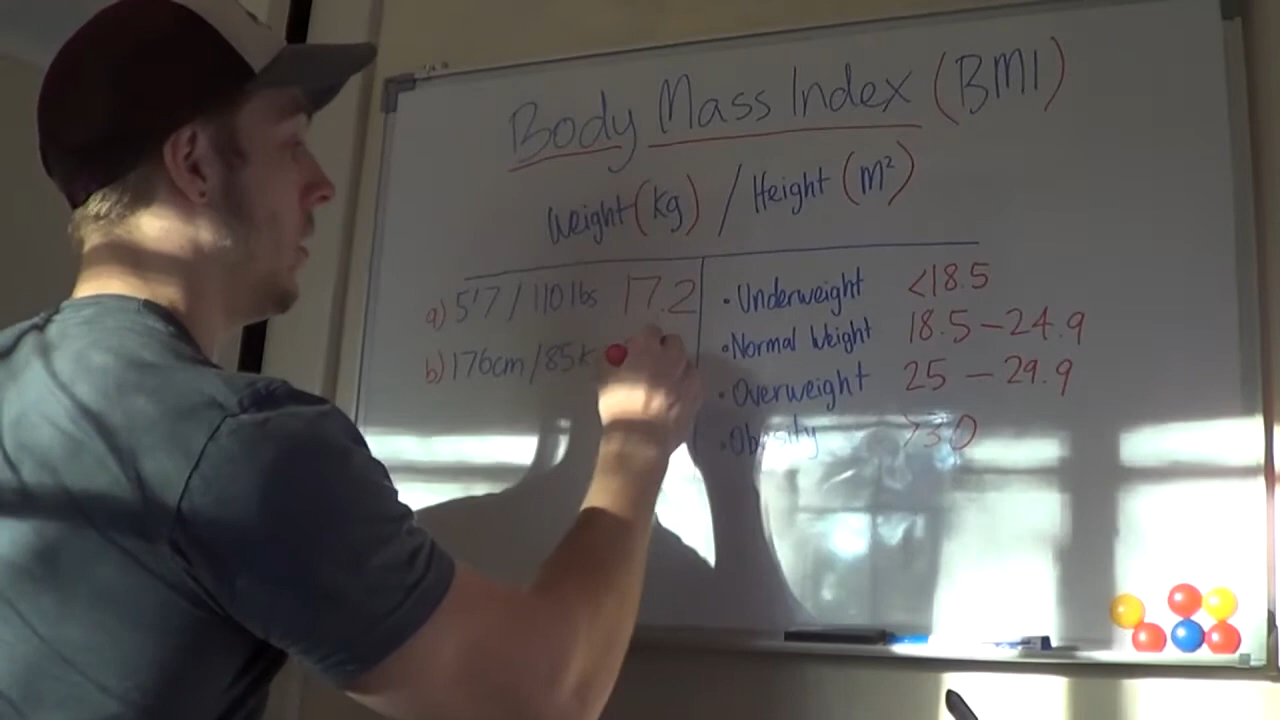 Body Mass Index (BMI)
Weight (kg) / Height (m²)
a) 5'7 / 110 lbs 17.2
b) 176cm / 85k
• Underweight <18.5
• Normal Weight 18.5 - 24.9
• Overweight 25 - 29.9
• Obesity >30